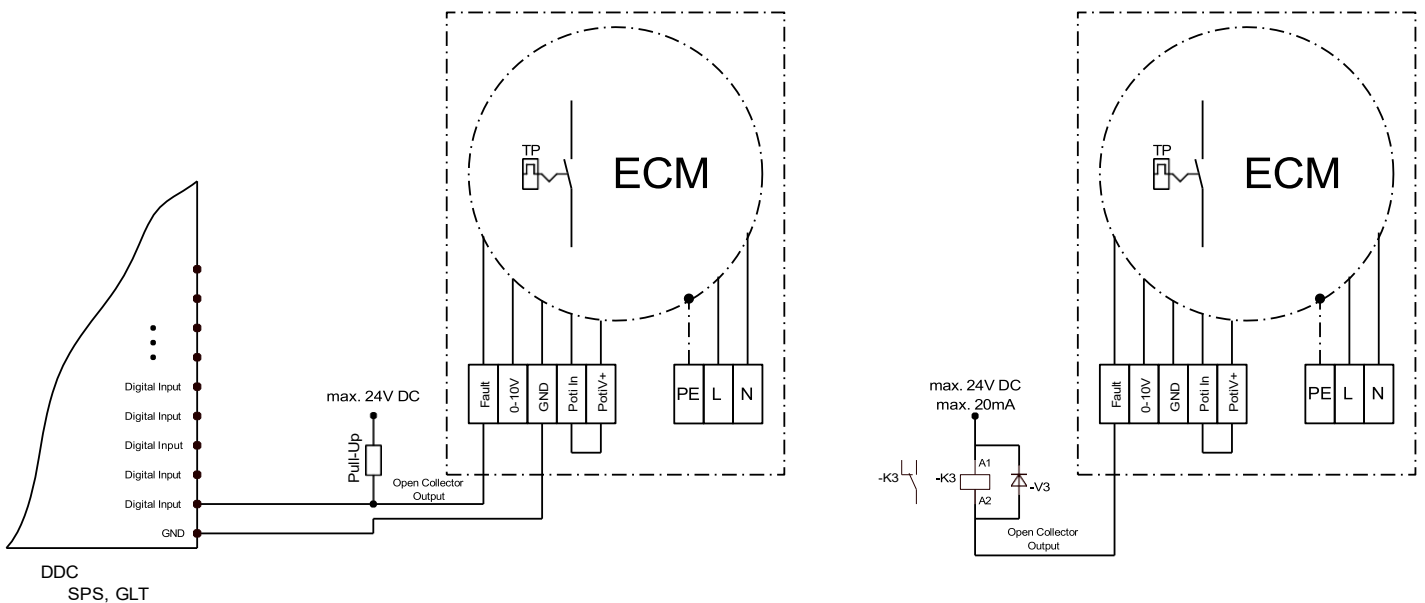 TP
ECM
Fault
0-10V
GND
Poti In
PotiV+
PE
L
N
max. 24V DC
Pull-Up
Open Collector
Output
Digital Input
Digital Input
Digital Input
Digital Input
Digital Input
GND
DDC
SPS, GLT
TP
ECM
Fault
0-10V
GND
Poti In
PotiV+
PE
L
N
max. 24V DC
max. 20mA
-K3
-K3
A1
A2
-V3
Open Collector
Output